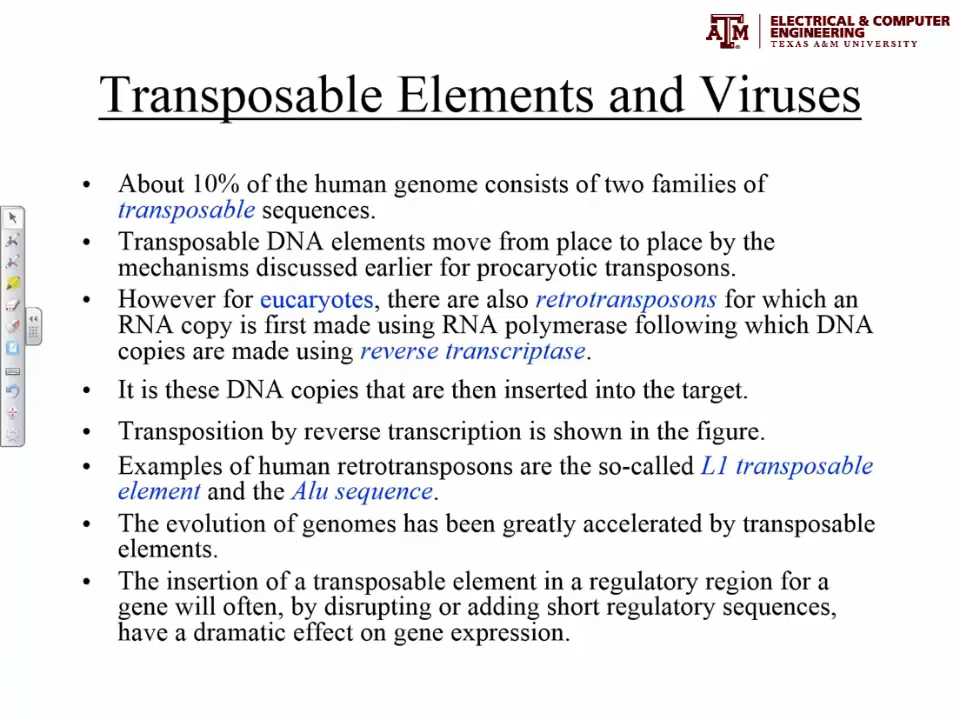 ELECTRICAL & COMPUTER
ENGINEERING
TEXAS A&M UNIVERSITY
Transposable Elements and Viruses
• About 10% of the human genome consists of two families of
transposable sequences.
• Transposable DNA elements move from place to place by the
mechanisms discussed earlier for procaryotic transposons.
• However for eucaryotes, there are also retrotransposons for which an
RNA copy is first made using RNA polymerase following which DNA
copies are made using reverse transcriptase.
• It is these DNA copies that are then inserted into the target.
• Transposition by reverse transcription is shown in the figure.
• Examples of human retrotransposons are the so-called L1 transposable
element and the Alu sequence.
• The evolution of genomes has been greatly accelerated by transposable
elements.
• The insertion of a transposable element in a regulatory region for a
gene will often, by disrupting or adding short regulatory sequences,
have a dramatic effect on gene expression.